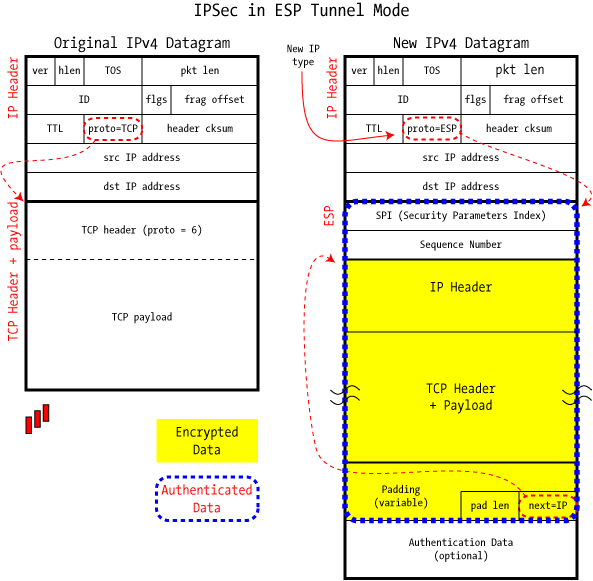 IPSec in ESP Tunnel Mode
Original IPv4 Datagram
IP Header
ver hlen TOS pkt len
ID flgs frag offset
TTL proto=TCP header cksum
src IP address
dst IP address
TCP Header + payload
TCP header (proto = 6)
TCP payload
Encrypted
Data
Authenticated
Data
New IP
type
New IPv4 Datagram
IP Header
ver hlen TOS pkt len
ID flgs frag offset
TTL proto=ESP header cksum
src IP address
dst IP address
ESP
SPI (Security Parameters Index)
Sequence Number
IP Header
TCP Header
+ Payload
Padding
(variable)
pad len next=IP
Authentication Data
(optional)